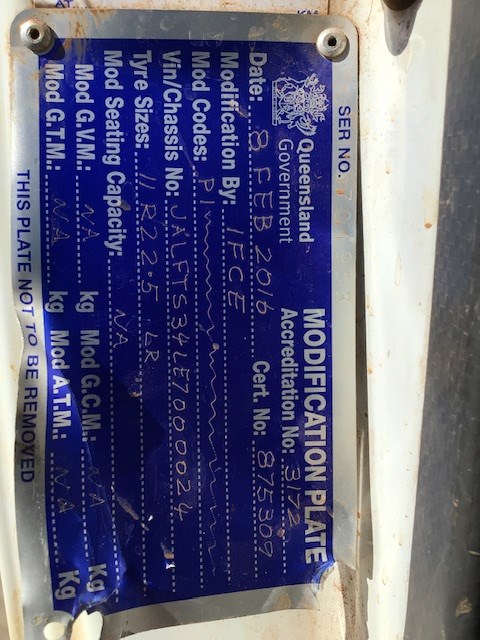 SER NO.
Queensland
Government
MODIFICATION PLATE
Accreditation No: 3172
Date: 8 FEB 2016 Cert. No: 875309
Modification By: IFCE
Mod Codes: P1
Vin/Chassis No: JALFTS34LE7000024
Tyre Sizes: 11R22.5 LR
Mod Seating Capacity: NA
Mod G.V.M.: NA kg Mod G.C.M.: NA Kg
Mod G.T.M.: NA kg Mod A.T.M.: NA Kg
THIS PLATE NOT TO BE REMOVED